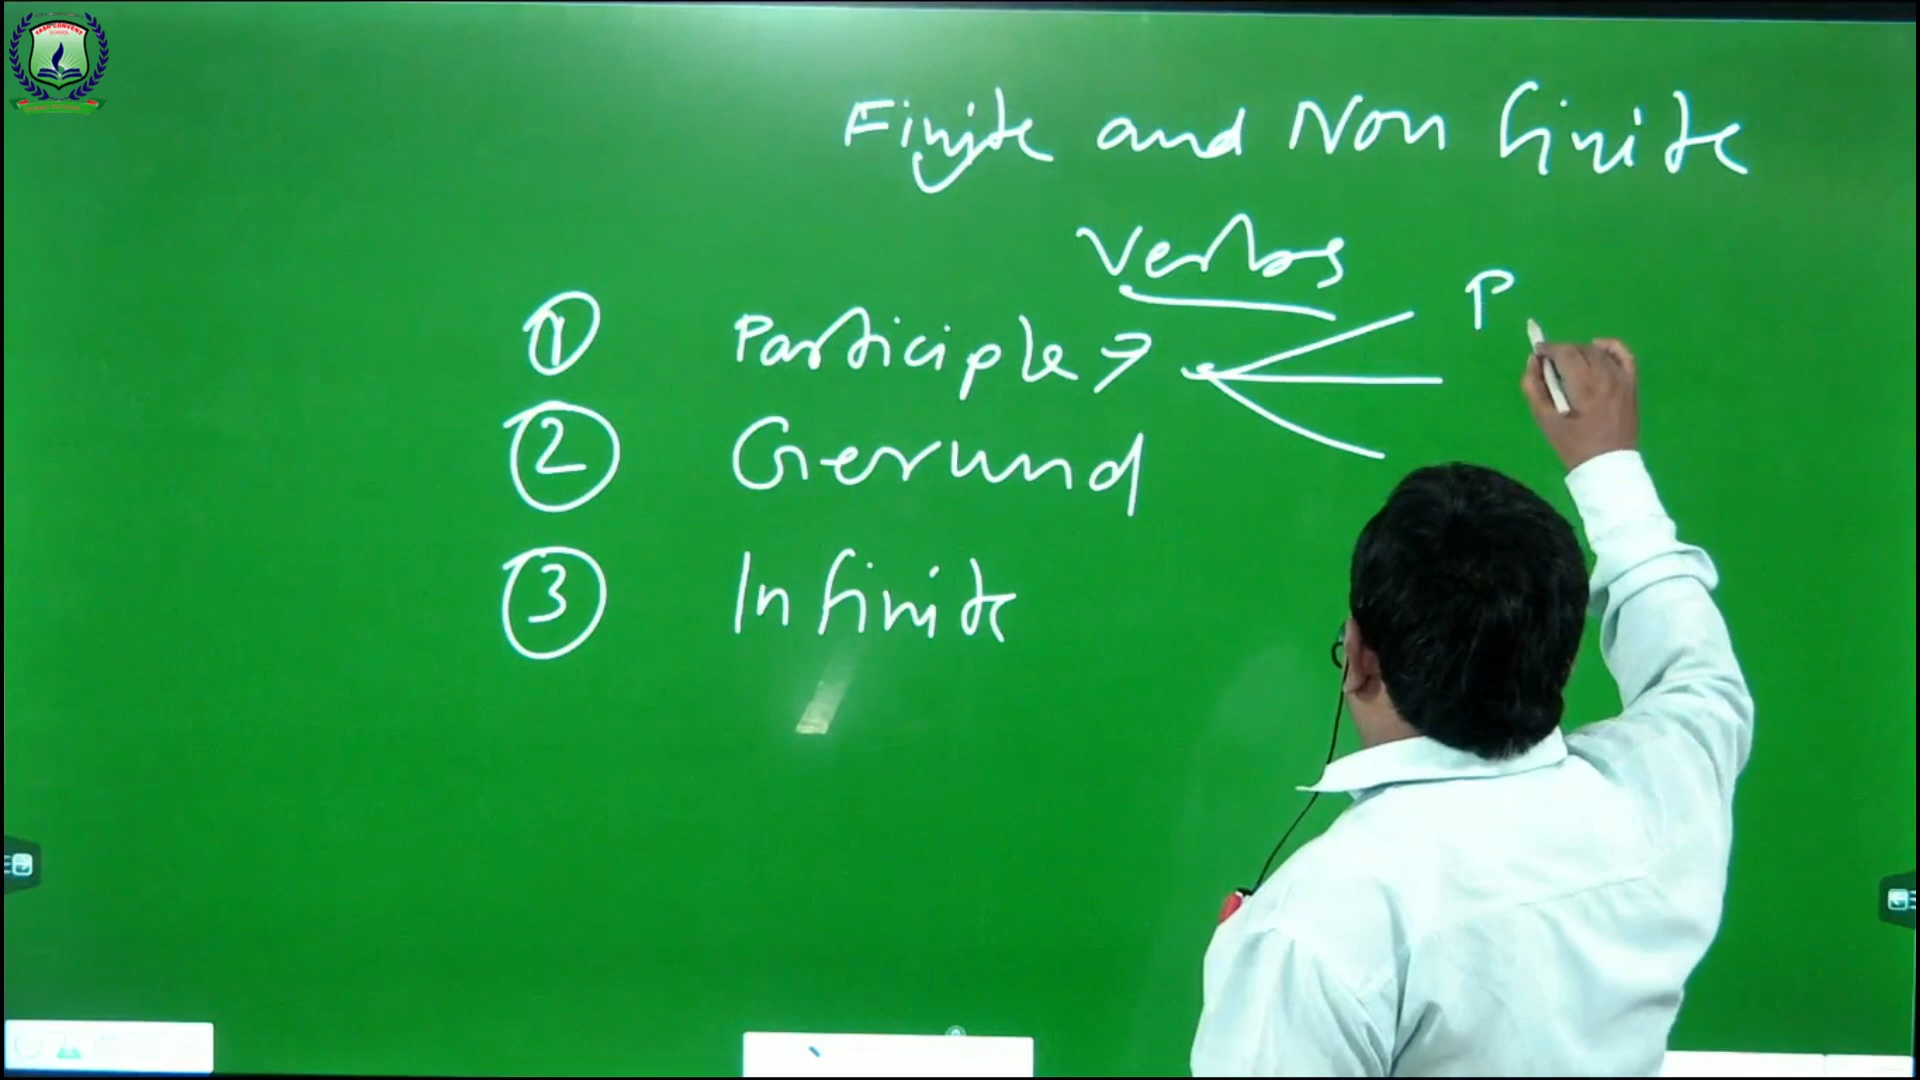 Finite and Non finite
Verbs
1 Participle → P
2 Gerund
3 Infinite